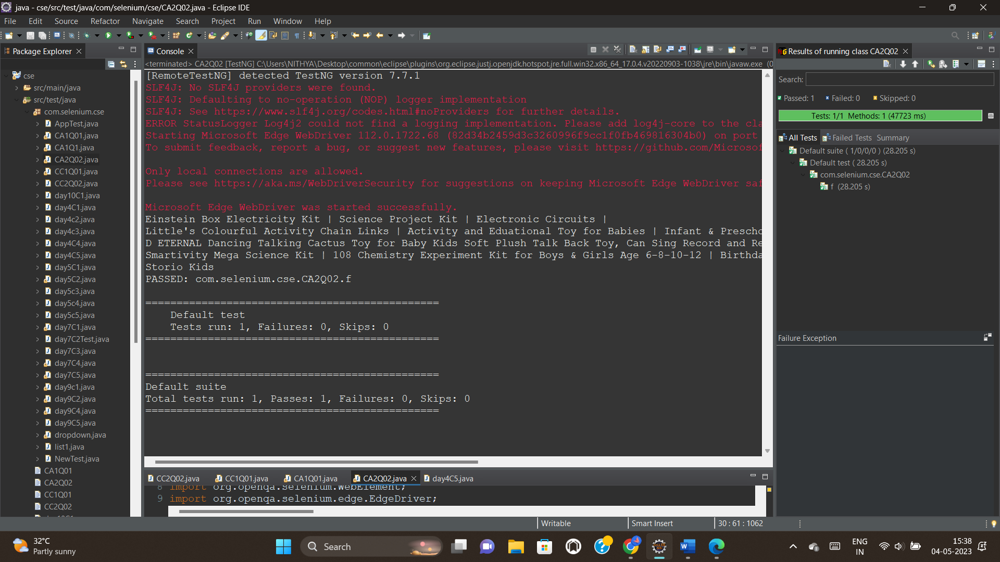 java - cse/src/test/java/com/selenium/cse/CA2Q02.java - Eclipse IDE
File Edit Source Refactor Navigate Search Project Run Window Help
Package Explorer
cse
src/main/java
src/test/java
com.selenium.cse
AppTest.java
CA1Q01.java
CA1Q1.java
CA2Q02.java
CC1Q01.java
CC2Q02.java
day10C1.java
day4C1.java
day4c2.java
day4c3.java
day4C4.java
day4C5.java
day5C1.java
day5C2.java
day5c3.java
day5c4.java
day5c5.java
day7C1.java
day7C2Test.java
day7C3.java
day7C4.java
day7C5.java
day9c1.java
day9C2.java
day9C4.java
day9C5.java
dropdown.java
list1.java
NewTest.java
CA1Q01
CA2Q02
CC1Q01
CC2Q02
Console
<terminated> CA2Q02 [TestNG] C:\Users\NITHYA\Desktop\common\eclipse\plugins\org.eclipse.justj.openjdk.hotspot.jre.full.win32.x86_64_17.0.4.v20220903-1038\jre\bin\javaw.exe (0
[RemoteTestNG] detected TestNG version 7.7.1
SLF4J: No SLF4J providers were found.
SLF4J: Defaulting to no-operation (NOP) logger implementation
SLF4J: See https://www.slf4j.org/codes.html#noProviders for further details.
ERROR StatusLogger Log4j2 could not find a logging implementation. Please add log4j-core to the cla
Starting Microsoft Edge WebDriver 112.0.1722.68 (82d34b2459d3c3260996f9cc1f0fb469816304b0) on port
To submit feedback, report a bug, or suggest new features, please visit https://github.com/Microsof
Only local connections are allowed.
Please see https://aka.ms/WebDriverSecurity for suggestions on keeping Microsoft Edge WebDriver saf
Microsoft Edge WebDriver was started successfully.
Einstein Box Electricity Kit | Science Project Kit | Electronic Circuits |
Little's Colourful Activity Chain Links | Activity and Eduational Toy for Babies | Infant & Prescho
D ETERNAL Dancing Talking Cactus Toy for Baby Kids Soft Plush Talk Back Toy, Can Sing Record and Re
Smartivity Mega Science Kit | 108 Chemistry Experiment Kit for Boys & Girls Age 6-8-10-12 | Birthda
Storio Kids
PASSED: com.selenium.cse.CA2Q02.f
===============================================
Default test
Tests run: 1, Failures: 0, Skips: 0
===============================================
===============================================
Default suite
Total tests run: 1, Passes: 1, Failures: 0, Skips: 0
===============================================
CC2Q02.java CC1Q01.java CA1Q01.java CA2Q02.java day4C5.java
8 import org.openqa.selenium.WebElement;
9 import org.openqa.selenium.edge.EdgeDriver;
Results of running class CA2Q02
Search:
Passed: 1 Failed: 0 Skipped: 0
Tests: 1/1 Methods: 1 (47723 ms)
All Tests Failed Tests Summary
Default suite ( 1/0/0/0 ) (28.205 s)
Default test ( 28.205 s)
com.selenium.cse.CA2Q02
f (28.205 s)
Failure Exception
Writable Smart Insert 30 : 61 : 1062
32°C
Partly sunny
Search
ENG
IN
15:38
04-05-2023